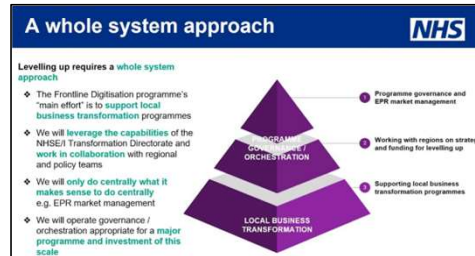 A whole system approach
NHS
Levelling up requires a whole system
approach
❖ The Frontline Digitisation programme's
"main effort" is to support local
business transformation programmes
❖ We will leverage the capabilities of the
NHSE/I Transformation Directorate and
work in collaboration with regional
and policy teams
❖ We will only do centrally what it
makes sense to do centrally
e.g. EPR market management
❖ We will operate governance /
orchestration appropriate for a major
programme and investment of this
scale
PROGRAMME
GOVERNANCE /
ORCHESTRATION
LOCAL BUSINESS
TRANSFORMATION
1 Programme governance and
EPR market management
2 Working with regions on strateg
and funding for levelling up
3 Supporting local business
transformation programmes